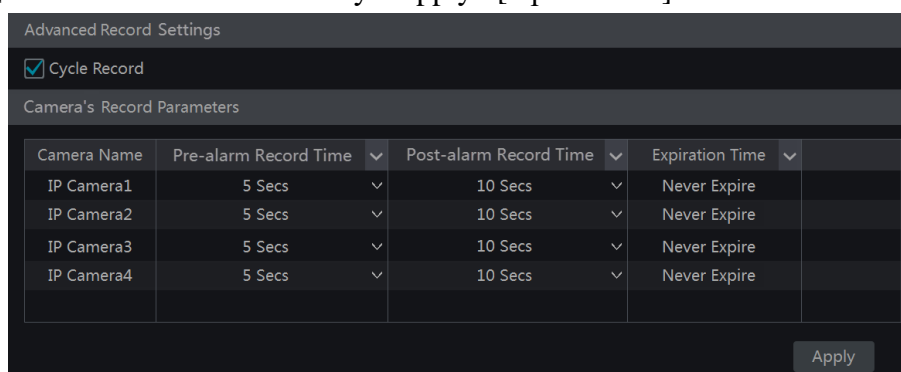 Advanced Record Settings
Cycle Record
Camera's Record Parameters
Camera Name Pre-alarm Record Time Post-alarm Record Time Expiration Time
IP Camera1 5 Secs 10 Secs Never Expire
IP Camera2 5 Secs 10 Secs Never Expire
IP Camera3 5 Secs 10 Secs Never Expire
IP Camera4 5 Secs 10 Secs Never Expire
Apply